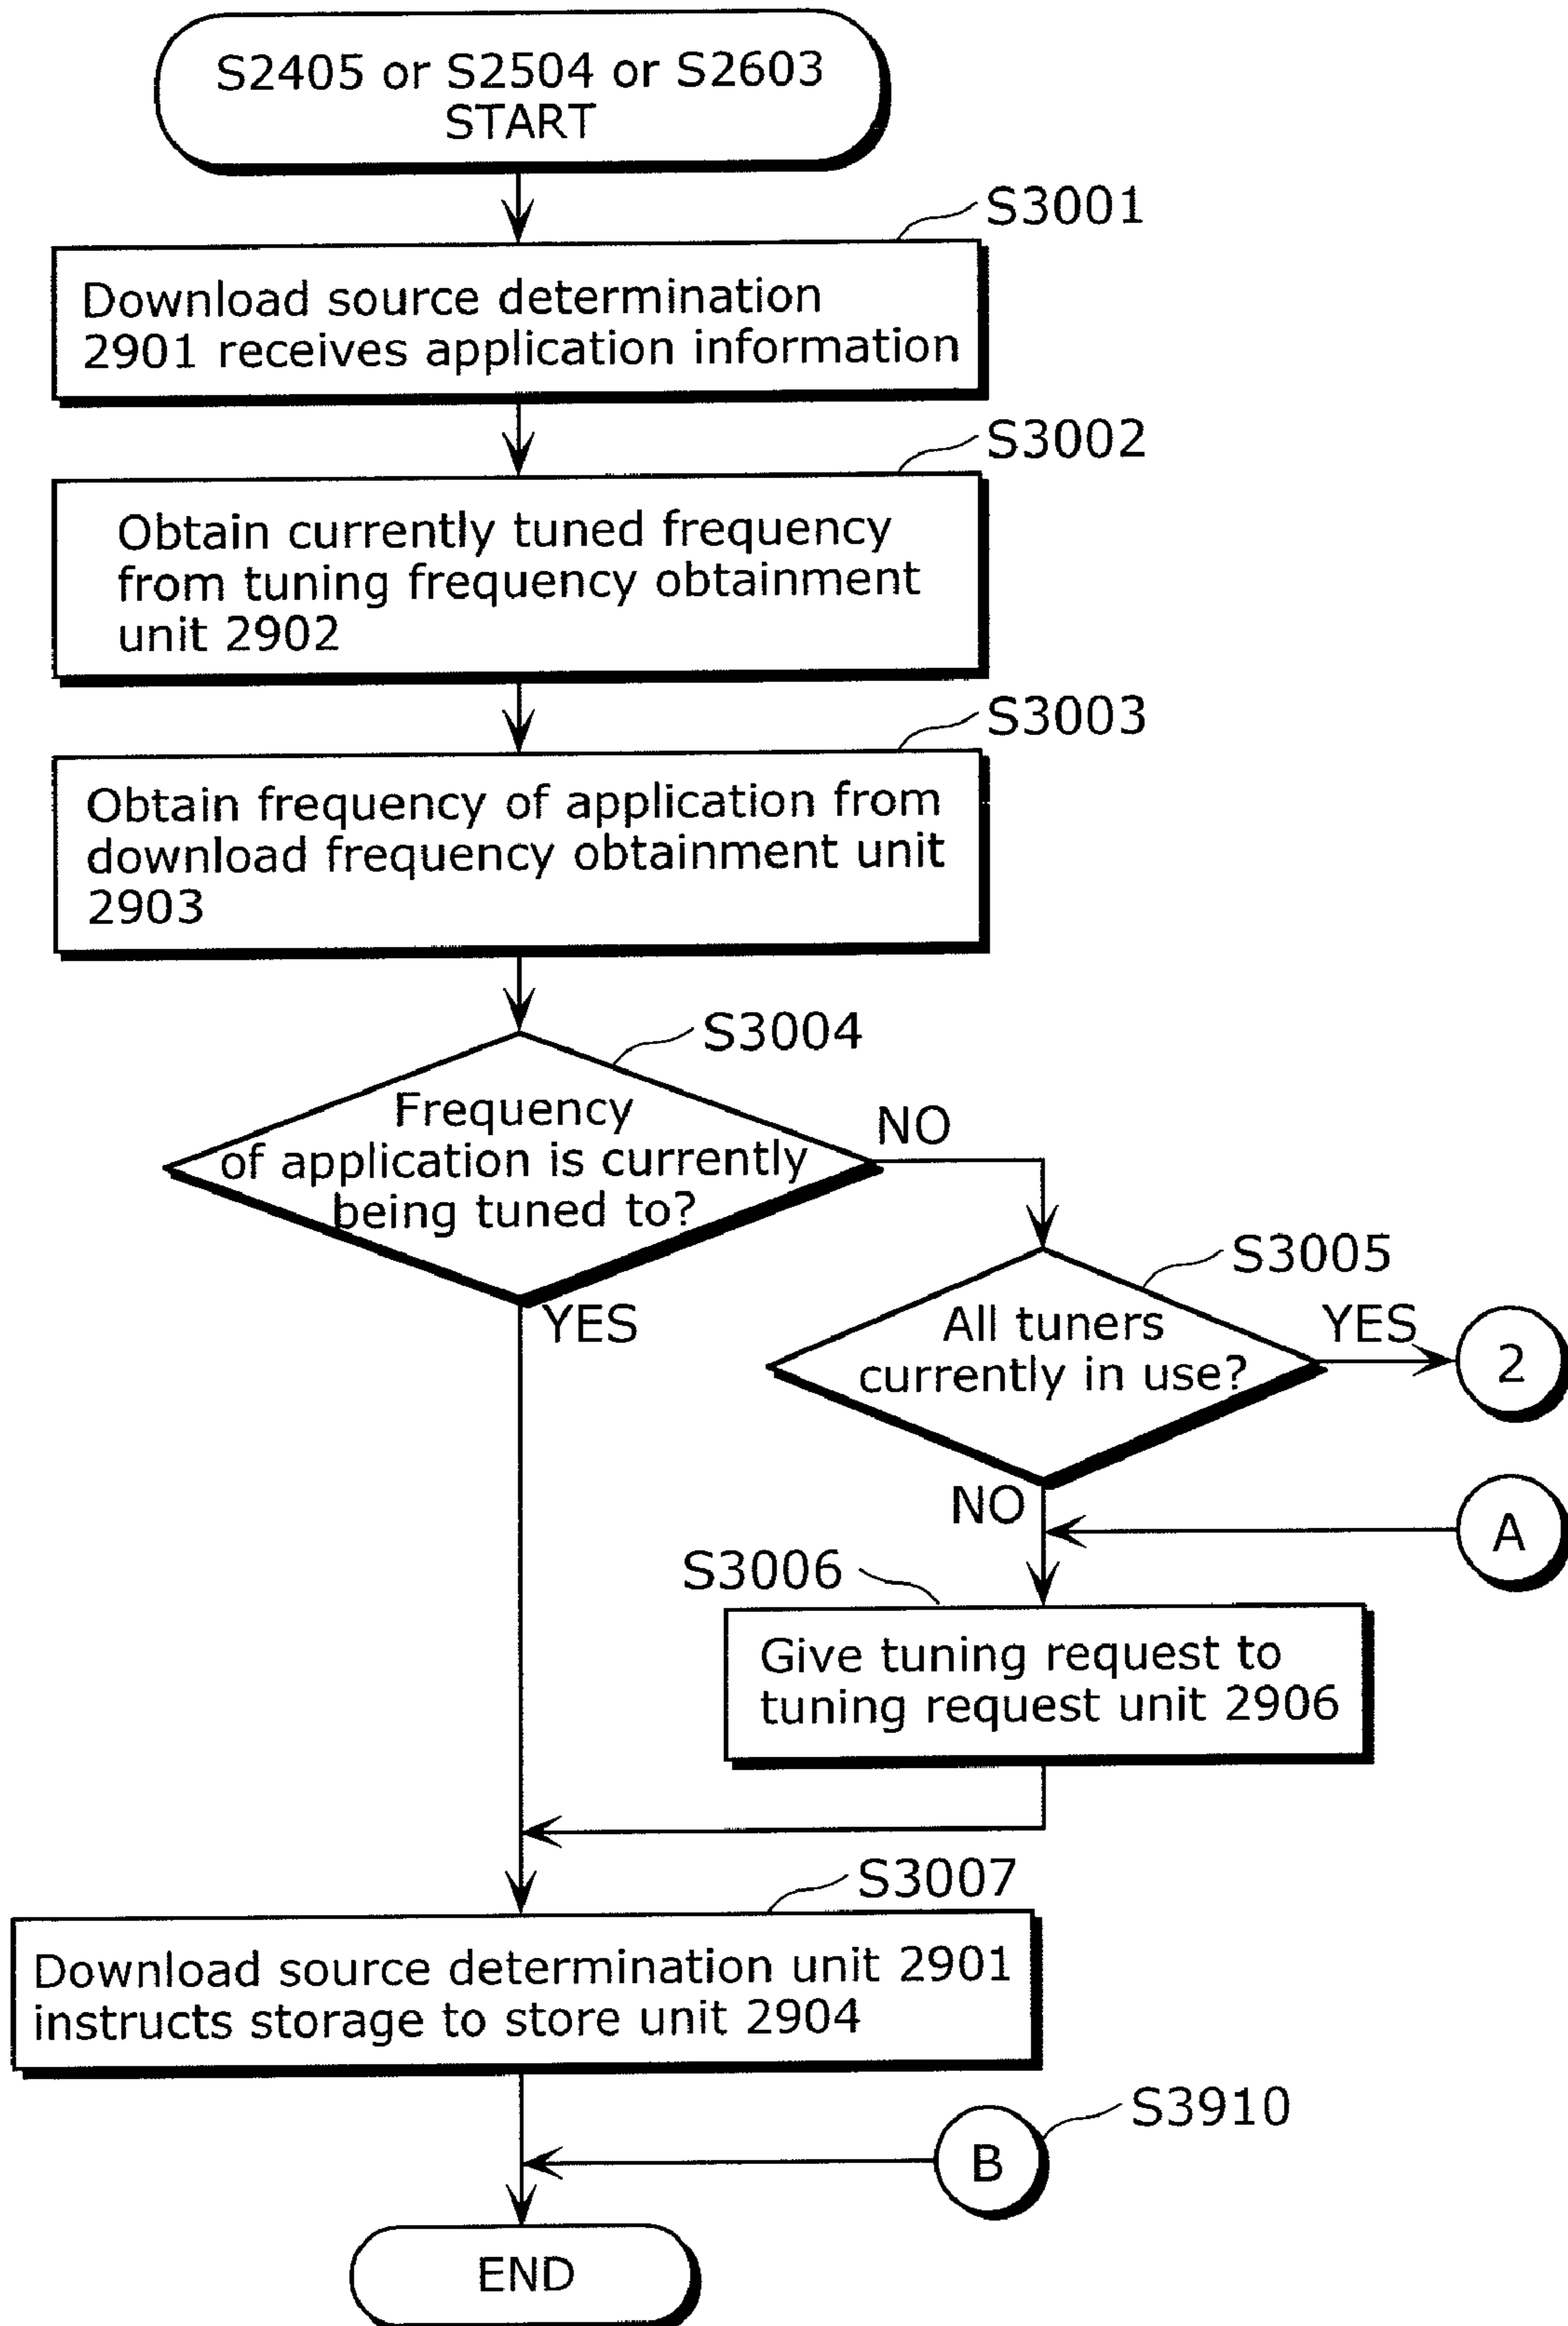 S2405 or S2504 or S2603
START
S3001
Download source determination
2901 receives application information
S3002
Obtain currently tuned frequency
from tuning frequency obtainment
unit 2902
S3003
Obtain frequency of application from
download frequency obtainment unit
2903
S3004
Frequency
of application is currently
being tuned to?
NO
YES
S3005
All tuners
currently in use?
YES
2
NO
A
S3006
Give tuning request to
tuning request unit 2906
S3007
Download source determination unit 2901
instructs storage to store unit 2904
S3910
B
END